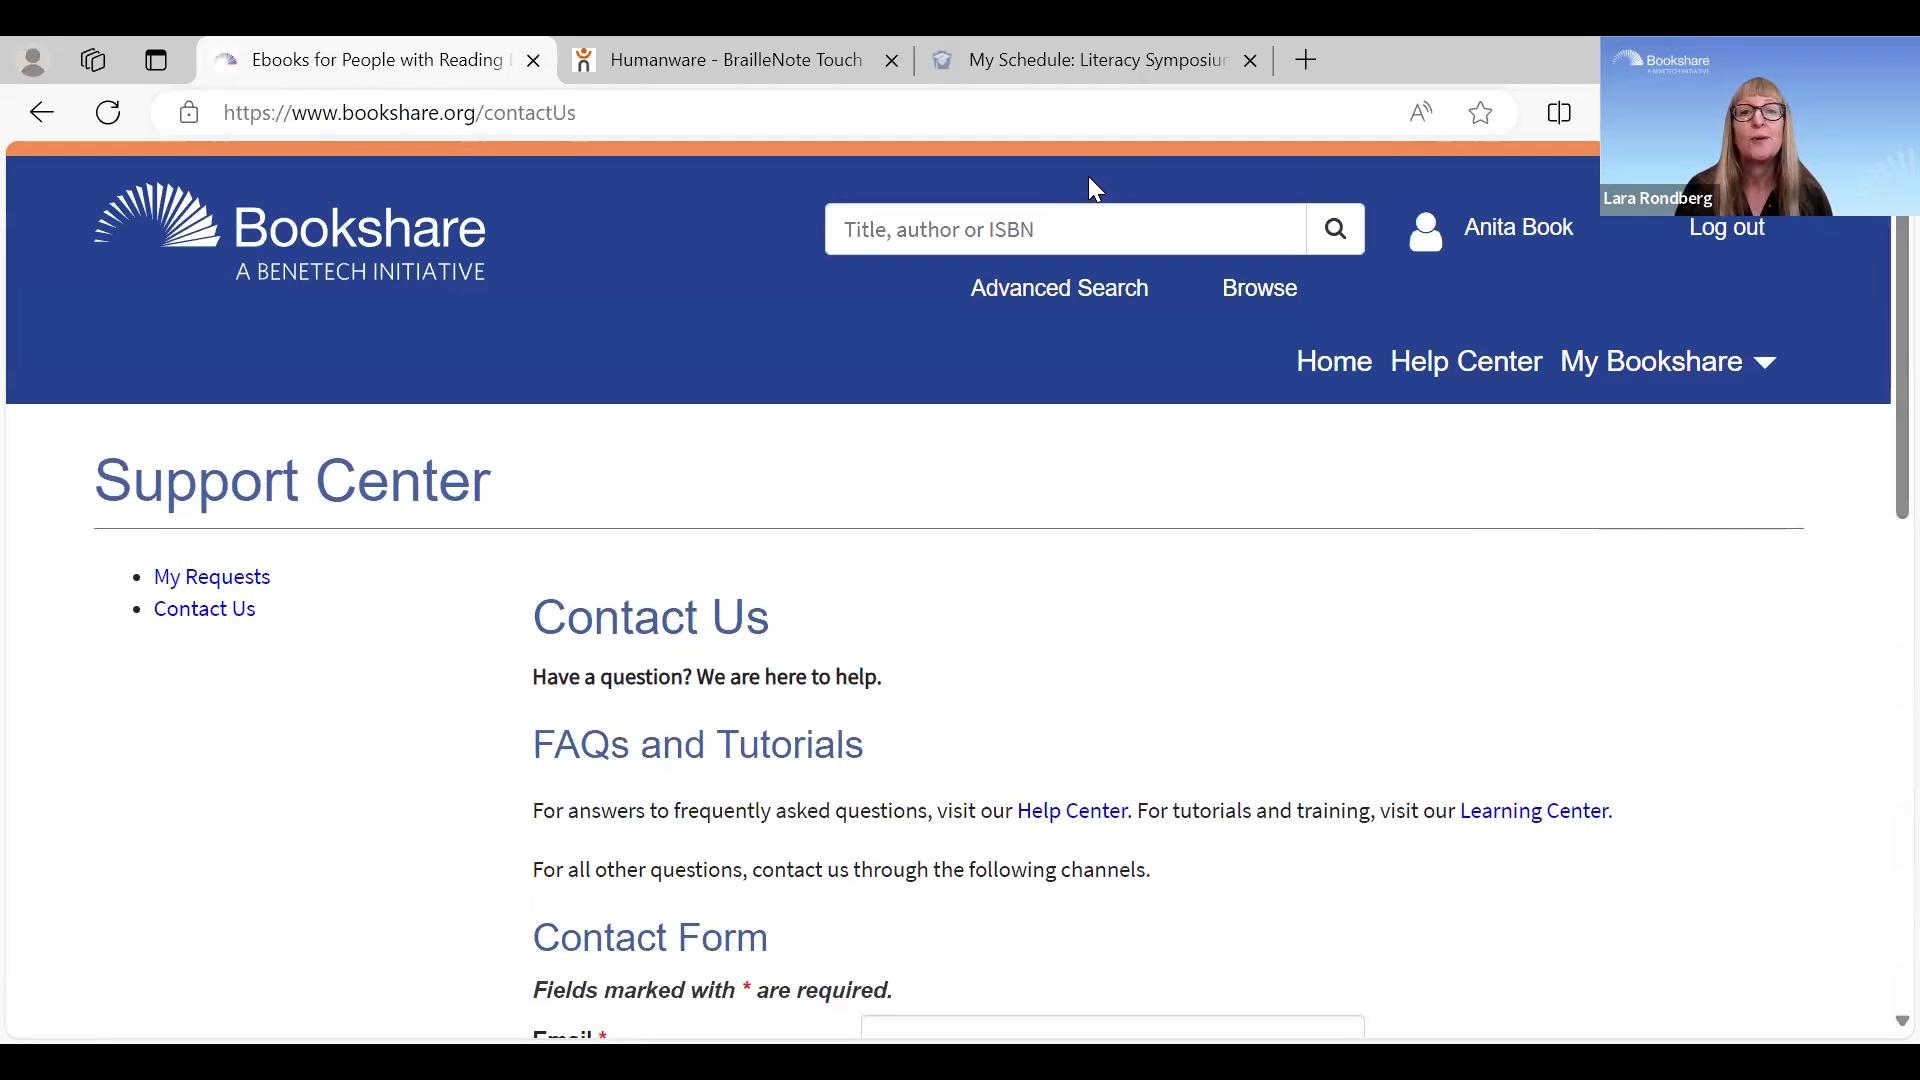 Ebooks for People with Reading
Humanware - BrailleNote Touch
My Schedule: Literacy Symposiu
https://www.bookshare.org/contactUs
Bookshare
A BENETECH INITIATIVE
Lara Rondberg
Bookshare
A BENETECH INITIATIVE
Title, author or ISBN
Anita Book
Log out
Advanced Search
Browse
Home
Help Center
My Bookshare
Support Center
My Requests
Contact Us
Contact Us
Have a question? We are here to help.
FAQs and Tutorials
For answers to frequently asked questions, visit our Help Center. For tutorials and training, visit our Learning Center.
For all other questions, contact us through the following channels.
Contact Form
Fields marked with * are required.
Email *